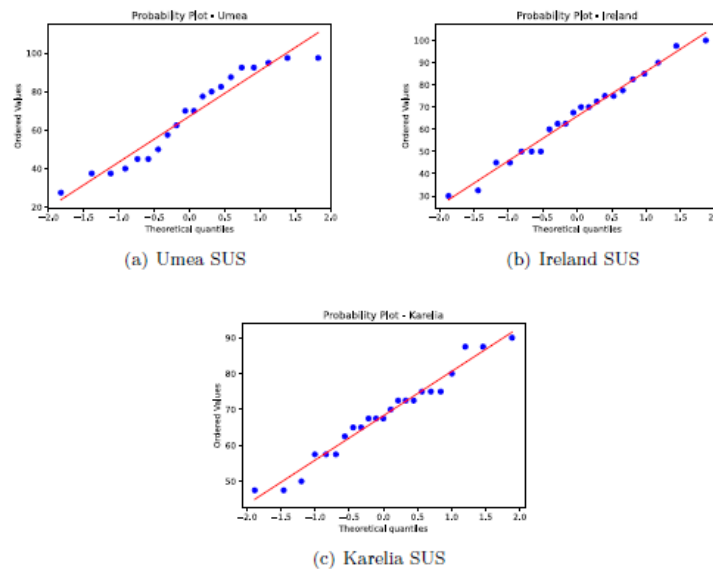 Probability Plot - Umea
Ordered Values
100
80
60
40
20
−2.0 −1.5 −1.0 −0.5 0.0 0.5 1.0 1.5 2.0
Theoretical quantiles
(a) Umea SUS
Probability Plot - Ireland
Ordered Values
100
90
80
70
60
50
40
30
−2.0 −1.5 −1.0 −0.5 0.0 0.5 1.0 1.5 2.0
Theoretical quantiles
(b) Ireland SUS
Probability Plot - Karelia
Ordered Values
90
80
70
60
50
−2.0 −1.5 −1.0 −0.5 0.0 0.5 1.0 1.5 2.0
Theoretical quantiles
(c) Karelia SUS